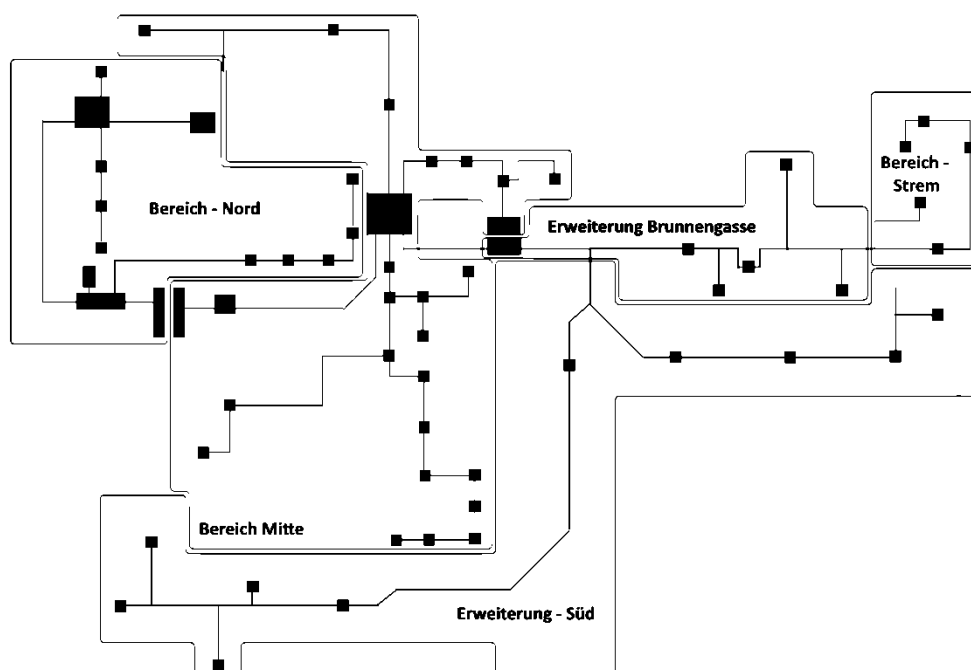 Bereich -
Strem
Bereich - Nord
Erweiterung Brunnengasse
Bereich Mitte
Erweiterung - Süd